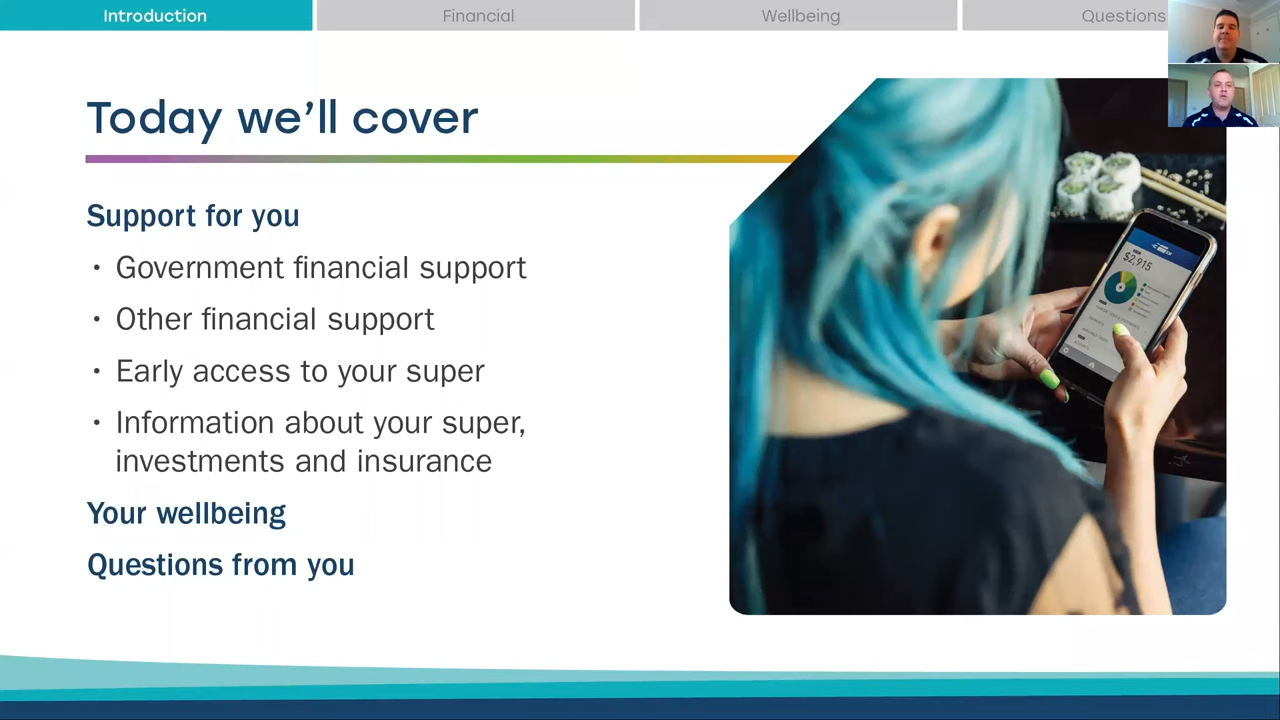 Introduction
Financial
Wellbeing
Questions
Today we’ll cover
Support for you
• Government financial support
• Other financial support
• Early access to your super
• Information about your super,
investments and insurance
Your wellbeing
Questions from you
$2,915